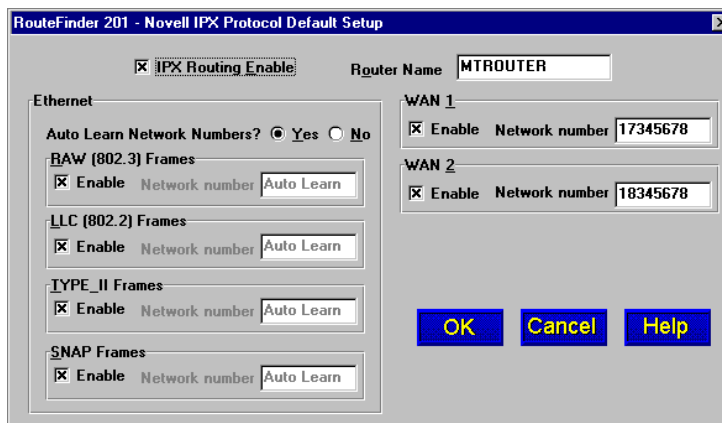 RouteFinder 201 - Novell IPX Protocol Default Setup
IPX Routing Enable
Router Name MTROUTER
Ethernet
Auto Learn Network Numbers? Yes No
RAW (802.3) Frames
Enable Network number Auto Learn
LLC (802.2) Frames
Enable Network number Auto Learn
TYPE_II Frames
Enable Network number Auto Learn
SNAP Frames
Enable Network number Auto Learn
WAN 1
Enable Network number 17345678
WAN 2
Enable Network number 18345678
OK Cancel Help